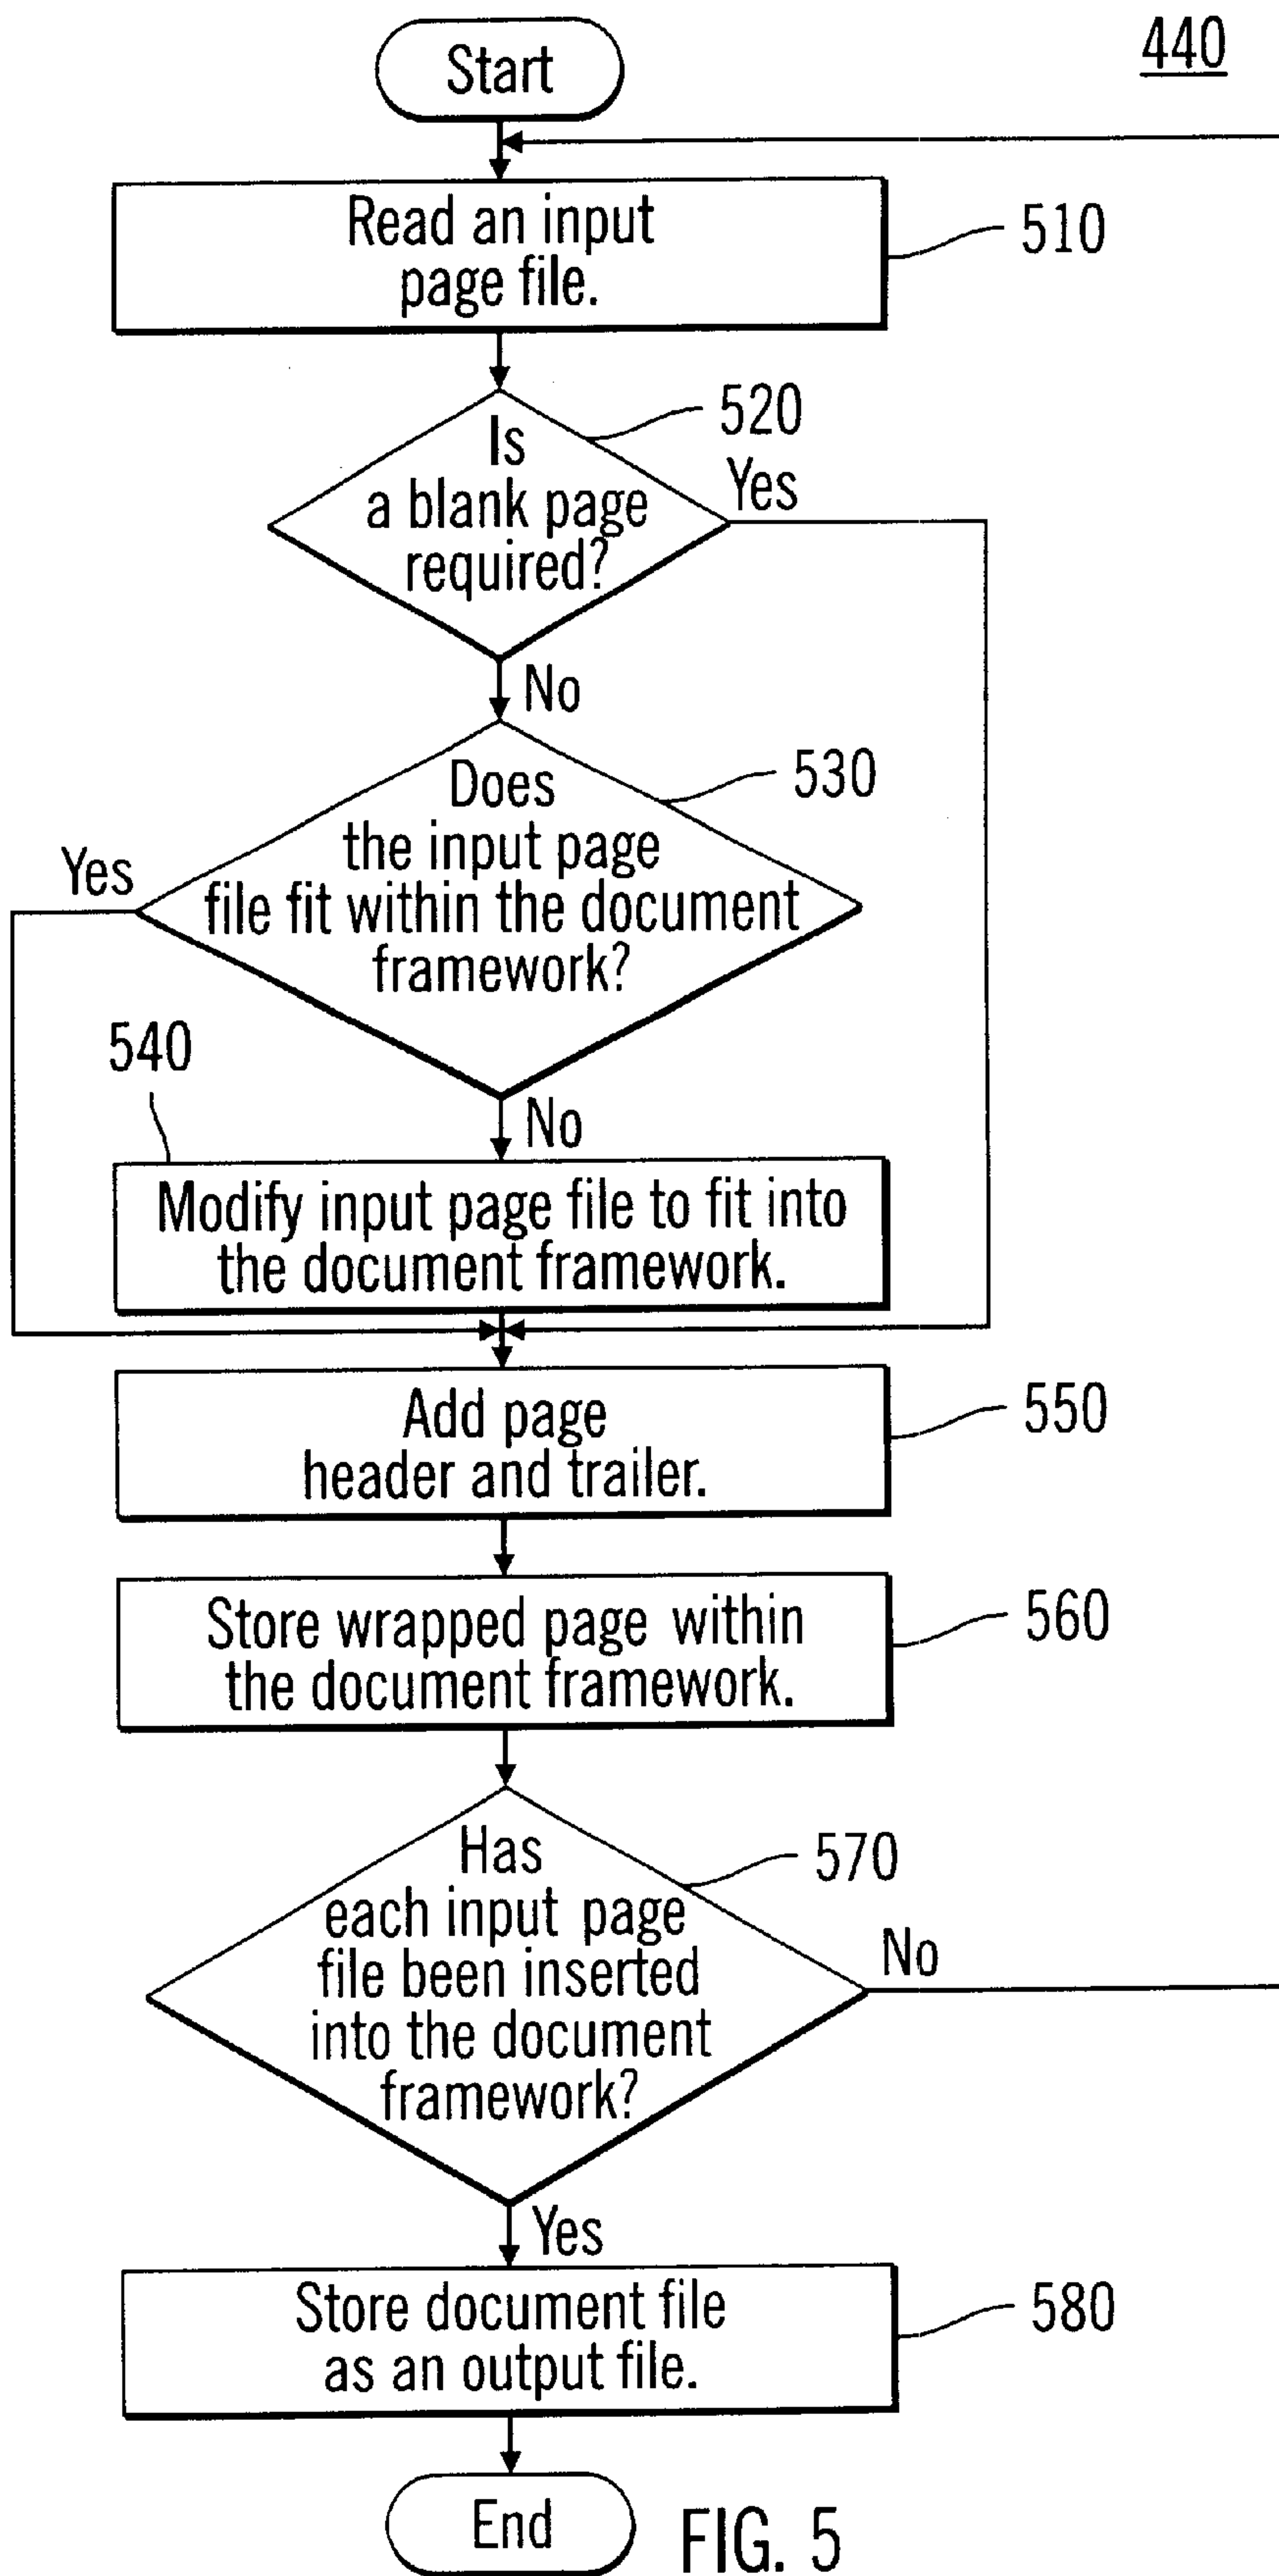 440
Start
Read an input
page file.
510
520
Is
a blank page
required?
Yes
No
530
Does
the input page
file fit within the document
framework?
Yes
540
No
Modify input page file to fit into
the document framework.
Add page
header and trailer.
550
Store wrapped page within
the document framework.
560
Has
each input page
file been inserted
into the document
framework?
570
No
Yes
Store document file
as an output file.
580
End
FIG. 5